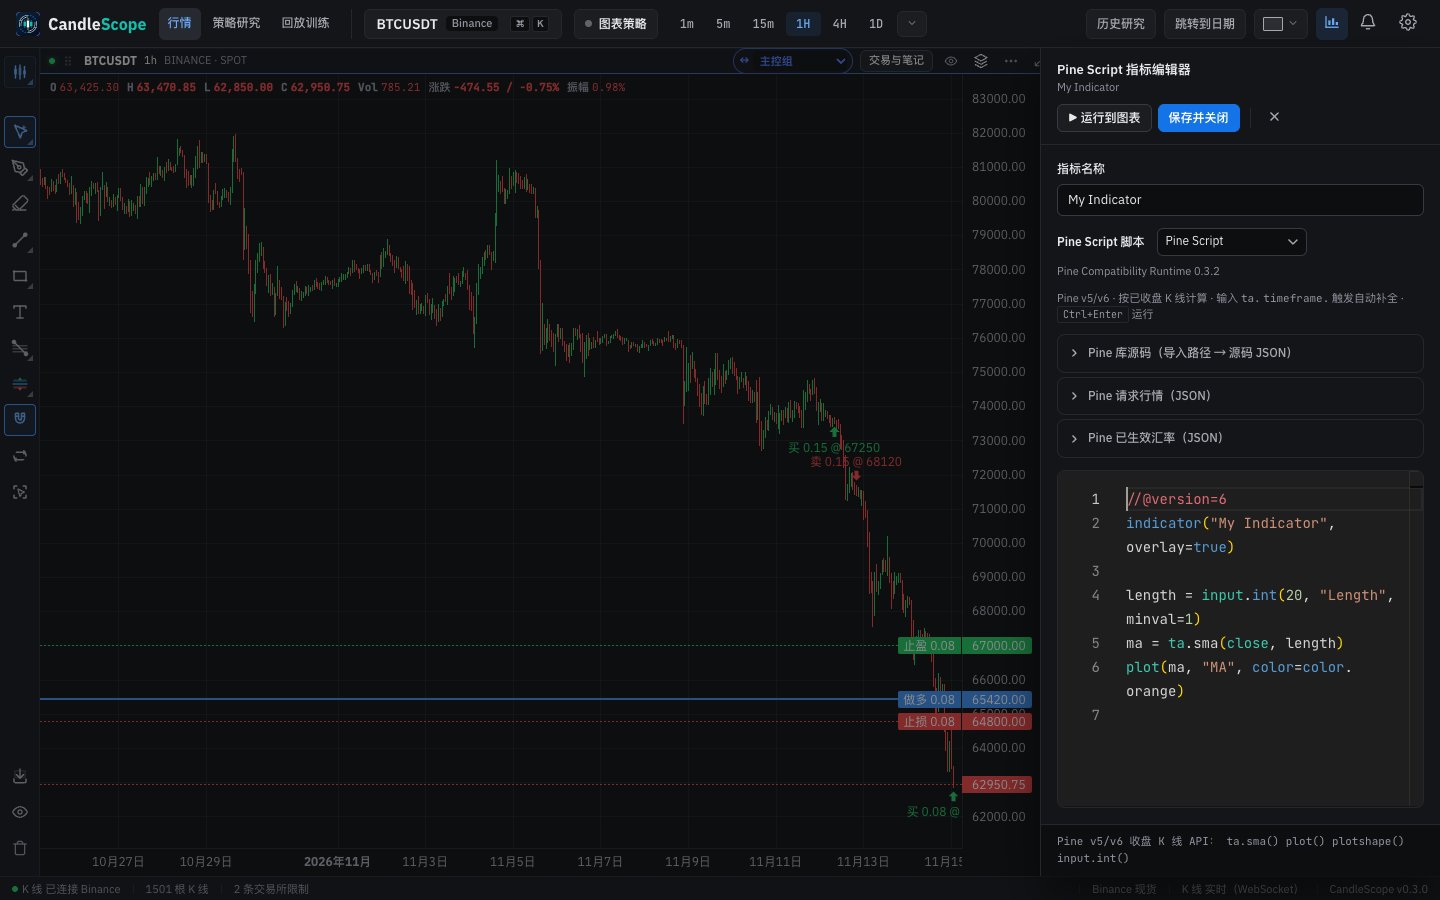 CandleScope 行情 策略研究 回放训练 BTCUSDT Binance ⌘ K 图表策略 1m 5m 15m 1H 4H 1D 历史研究 跳转到日期
BTCUSDT 1h BINANCE · SPOT 主控组 交易与笔记
O 63,425.30 H 63,470.85 L 62,850.00 C 62,950.75 Vol 785.21 涨跌 -474.55 / -0.75% 振幅 0.98%
83000.00
82000.00
81000.00
80000.00
79000.00
78000.00
77000.00
76000.00
75000.00
74000.00
73000.00
买 0.15 @ 67250
卖 0.15 @ 68120
72000.00
71000.00
70000.00
69000.00
68000.00
止盈 0.08 67000.00
66000.00
做多 0.08 65420.00
止损 0.08 64800.00
64000.00
62950.75
买 0.08 @
62000.00
10月27日 10月29日 2026年11月 11月3日 11月5日 11月7日 11月9日 11月11日 11月13日
Pine Script 指标编辑器
My Indicator
运行到图表 保存并关闭
指标名称
My Indicator
Pine Script 脚本 Pine Script
Pine Compatibility Runtime 0.3.2
Pine v5/v6 · 按已收盘 K 线计算 · 输入 ta. timeframe. 触发自动补全 ·
Ctrl+Enter 运行
Pine 库源码（导入路径 → 源码 JSON）
Pine 请求行情（JSON）
Pine 已生效汇率（JSON）
1 //@version=6
2 indicator("My Indicator",
overlay=true)
3
4 length = input.int(20, "Length",
minval=1)
5 ma = ta.sma(close, length)
6 plot(ma, "MA", color=color.
orange)
7
Pine v5/v6 收盘 K 线 API: ta.sma() plot() plotshape()
input.int()
K 线 已连接 Binance 1501 根 K 线 2 条交易所限制 Binance 现货 K 线 实时（WebSocket） CandleScope v0.3.0